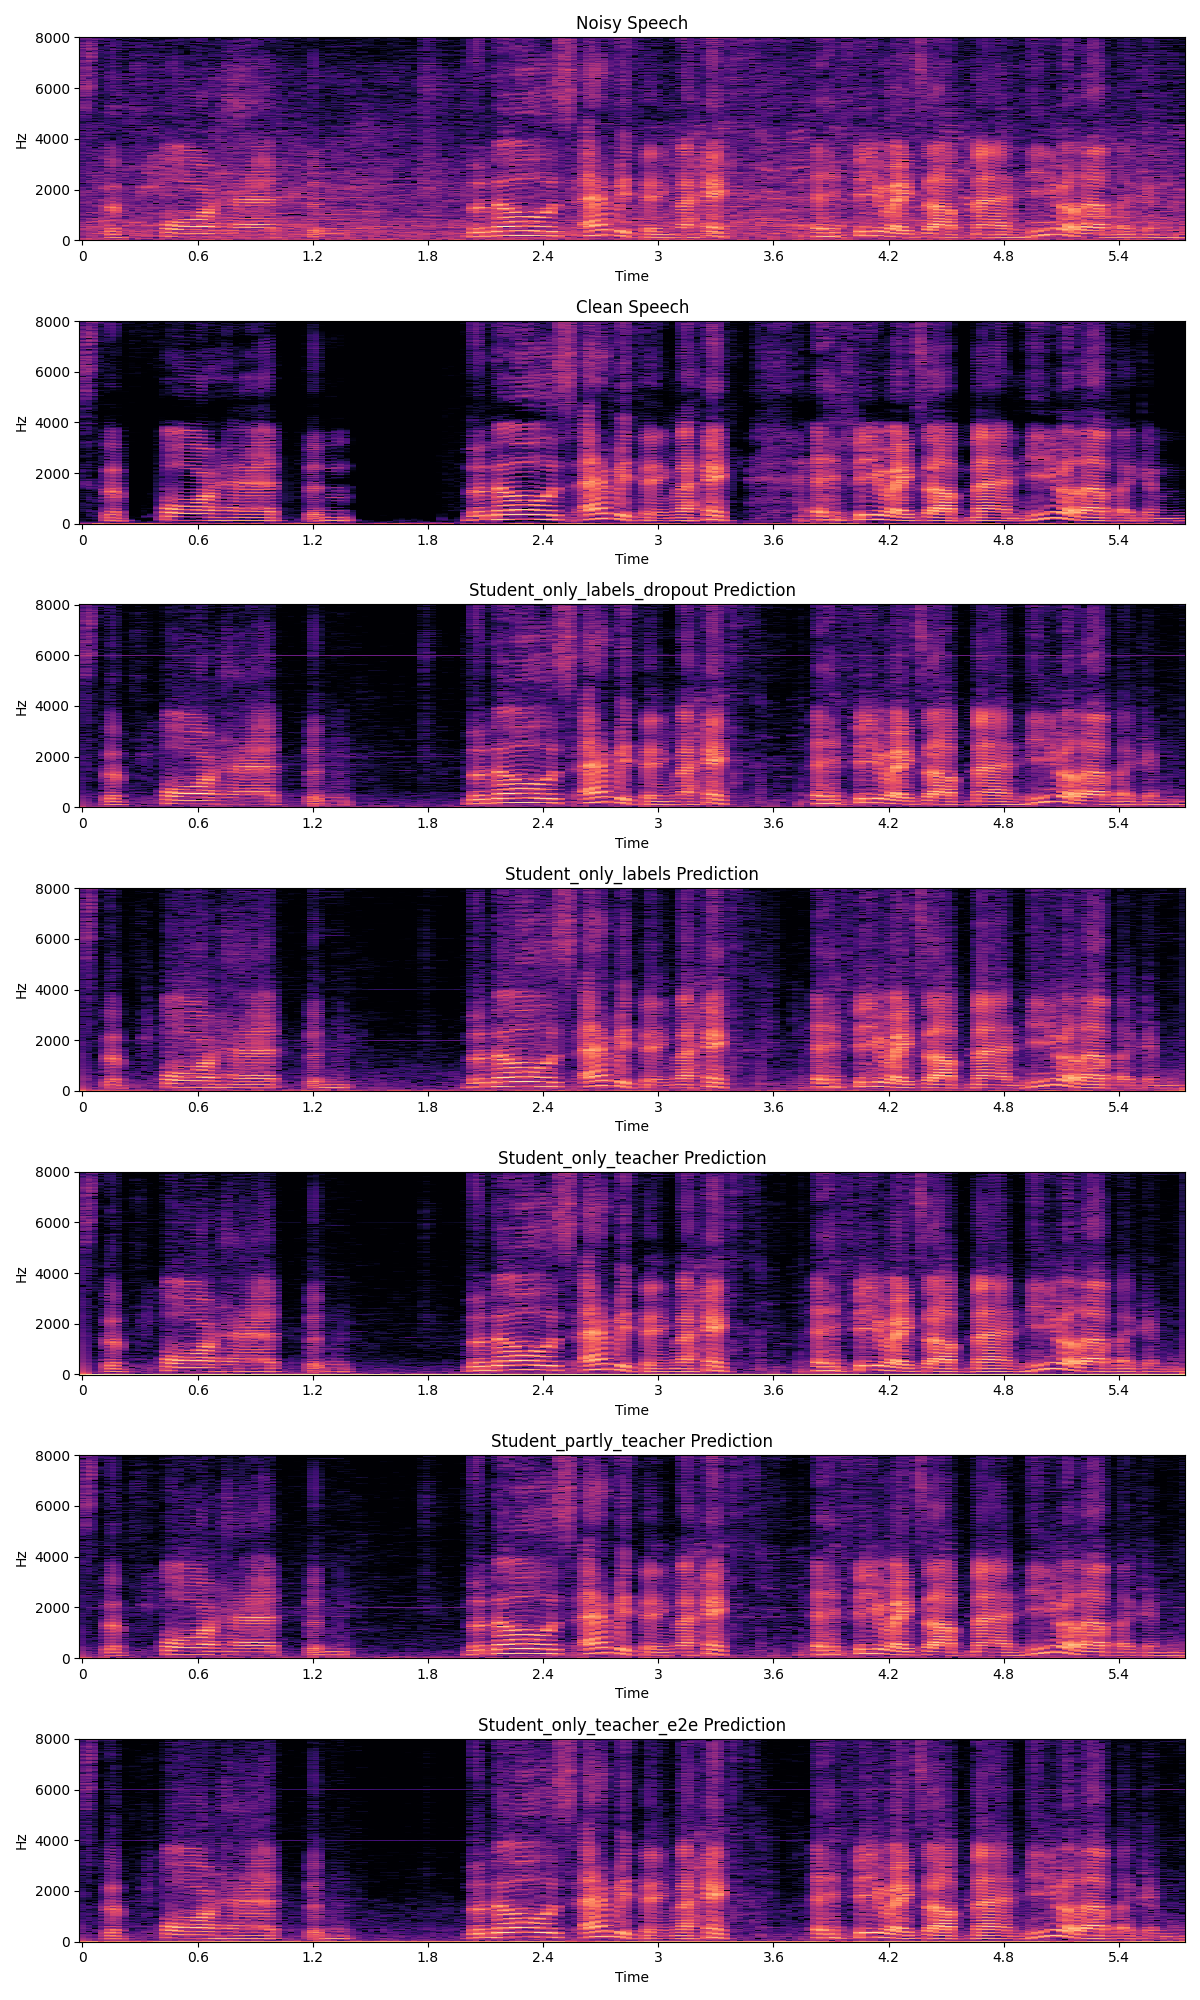 Noisy Speech
8000
6000
4000
2000
0
Hz
0 0.6 1.2 1.8 2.4 3 3.6 4.2 4.8 5.4
Time
Clean Speech
8000
6000
4000
2000
0
Hz
0 0.6 1.2 1.8 2.4 3 3.6 4.2 4.8 5.4
Time
Student_only_labels_dropout Prediction
8000
6000
4000
2000
0
Hz
0 0.6 1.2 1.8 2.4 3 3.6 4.2 4.8 5.4
Time
Student_only_labels Prediction
8000
6000
4000
2000
0
Hz
0 0.6 1.2 1.8 2.4 3 3.6 4.2 4.8 5.4
Time
Student_only_teacher Prediction
8000
6000
4000
2000
0
Hz
0 0.6 1.2 1.8 2.4 3 3.6 4.2 4.8 5.4
Time
Student_partly_teacher Prediction
8000
6000
4000
2000
0
Hz
0 0.6 1.2 1.8 2.4 3 3.6 4.2 4.8 5.4
Time
Student_only_teacher_e2e Prediction
8000
6000
4000
2000
0
Hz
0 0.6 1.2 1.8 2.4 3 3.6 4.2 4.8 5.4
Time